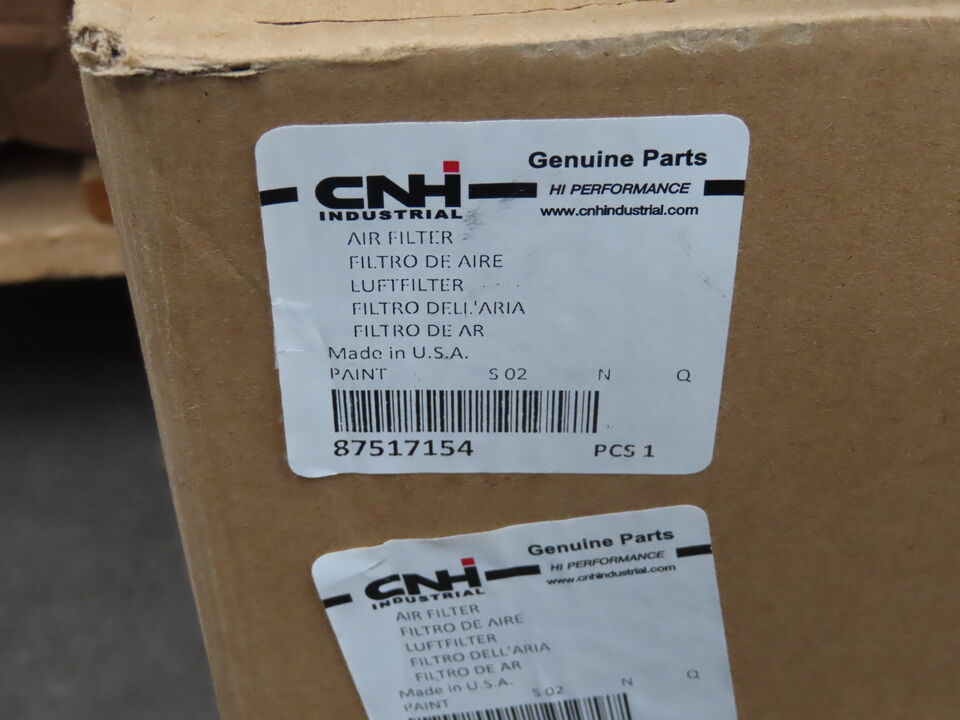 CNH Genuine Parts
INDUSTRIAL HI PERFORMANCE
www.cnhindustrial.com
AIR FILTER
FILTRO DE AIRE
LUFTFILTER
FILTRO DELL'ARIA
FILTRO DE AR
Made in U.S.A.
PAINT S 02 N Q
87517154 PCS 1
CNH Genuine Parts
INDUSTRIAL HI PERFORMANCE
www.cnhindustrial.com
AIR FILTER
FILTRO DE AIRE
LUFTFILTER
FILTRO DELL'ARIA
FILTRO DE AR
Made in U.S.A.
PAINT S 02 N Q